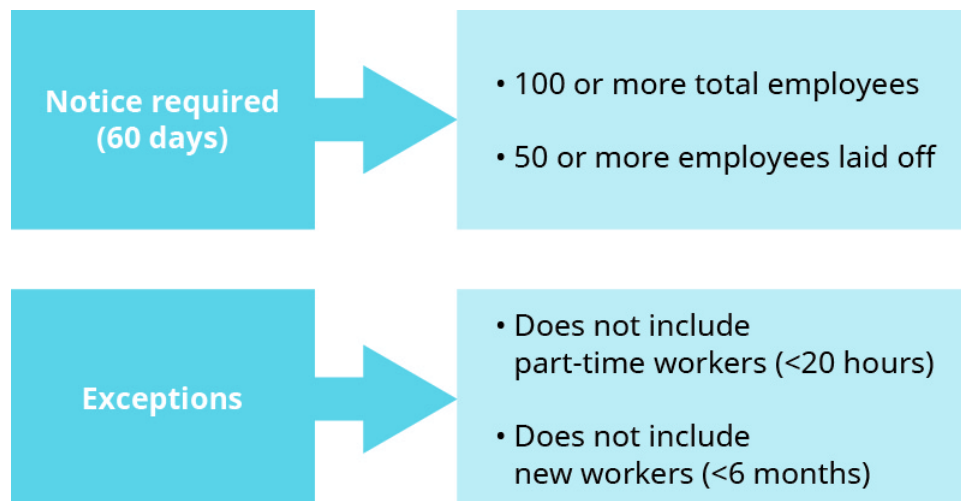 Notice required
(60 days)
• 100 or more total employees
• 50 or more employees laid off
Exceptions
• Does not include
part-time workers (<20 hours)
• Does not include
new workers (<6 months)